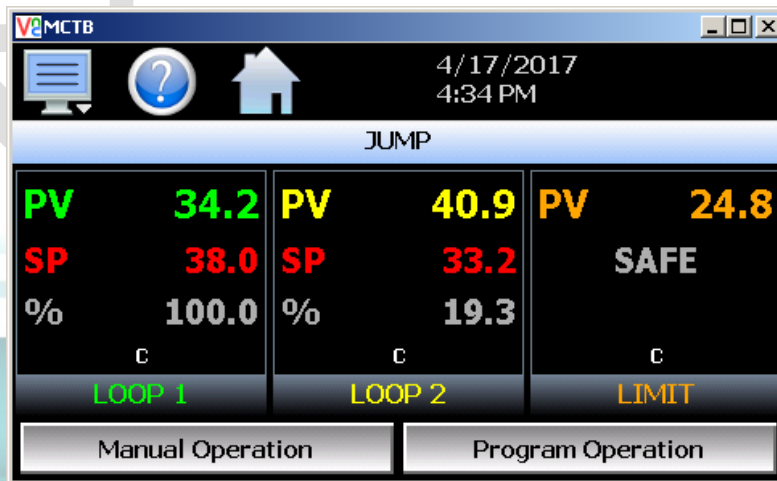 MCTB
4/17/2017
4:34 PM
JUMP
PV 34.2 PV 40.9 PV 24.8
SP 38.0 SP 33.2 SAFE
% 100.0 % 19.3
C C C
LOOP 1 LOOP 2 LIMIT
Manual Operation Program Operation